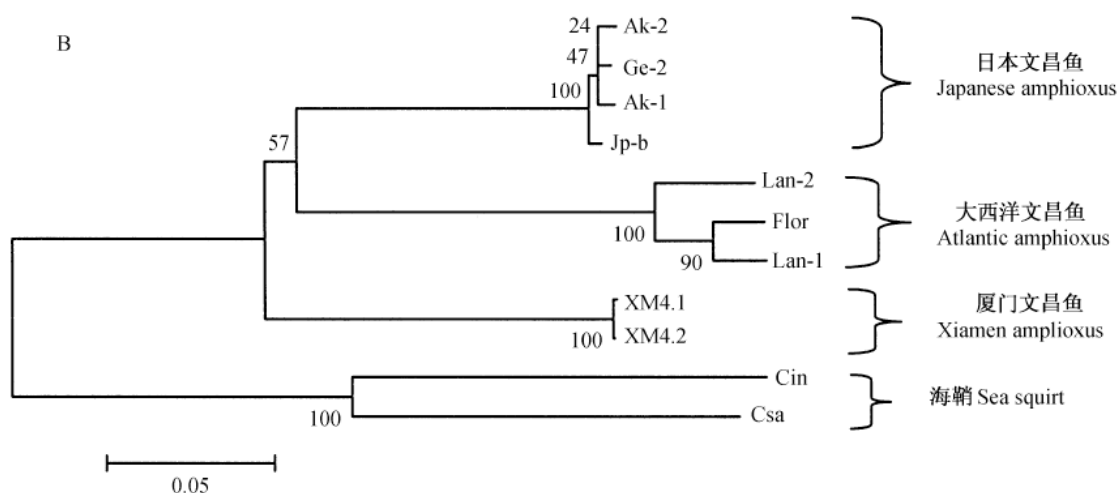 B
24
Ak-2
47
Ge-2
100
Ak-1
Jp-b
日本文昌鱼
Japanese amphioxus
57
Lan-2
100
Flor
90
Lan-1
大西洋文昌鱼
Atlantic amphioxus
XM4.1
100
XM4.2
厦门文昌鱼
Xiamen amplioxus
Cin
100
Csa
海鞘 Sea squirt
0.05